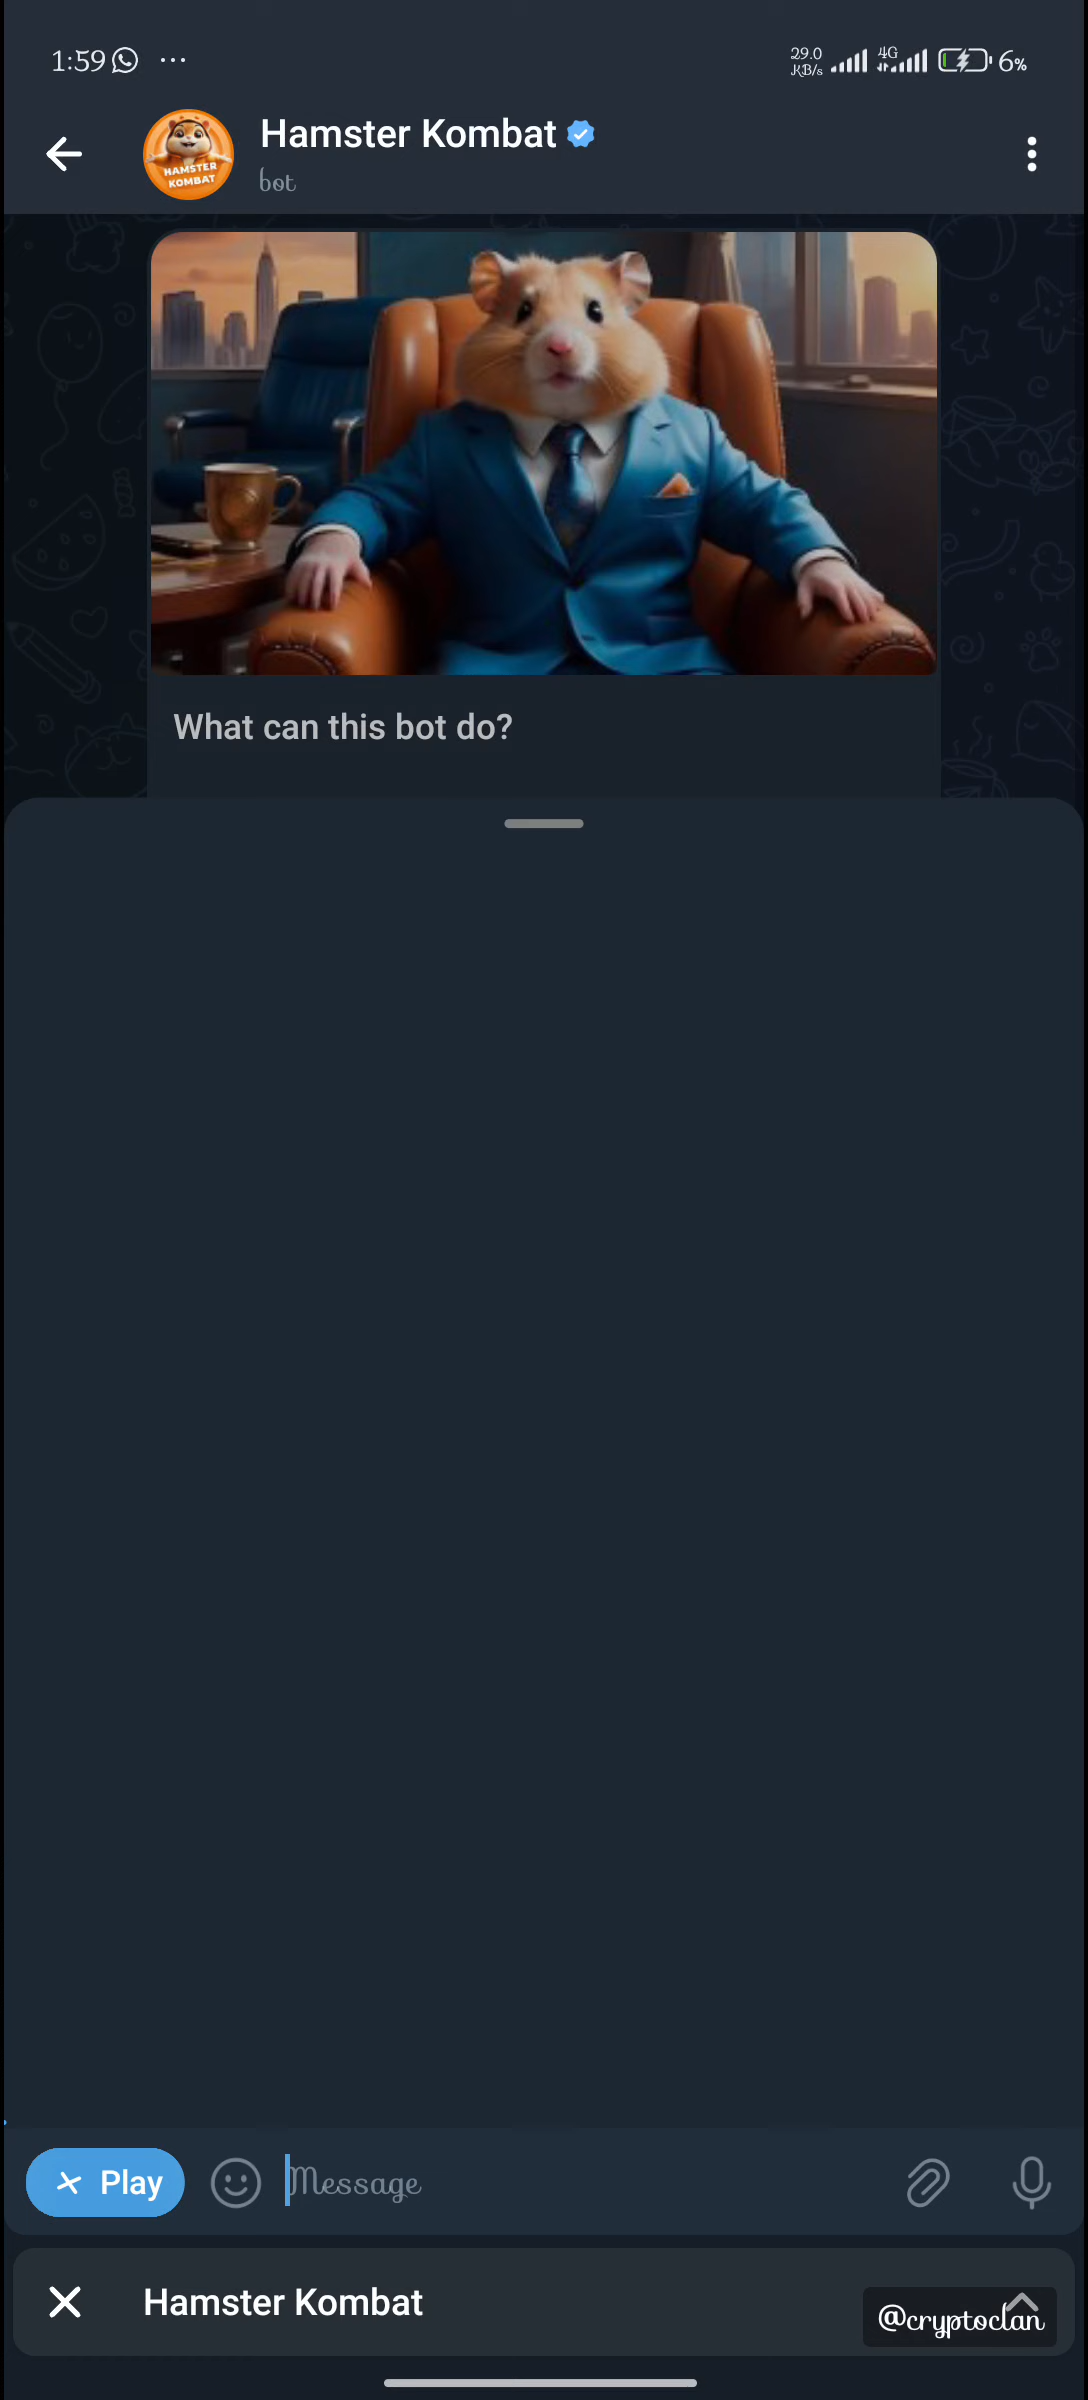 1:59
29.0
KB/s
4G
6%
HAMSTER
KOMBAT
Hamster Kombat
bot
What can this bot do?
Play
Message
Hamster Kombat
@cryptoclan